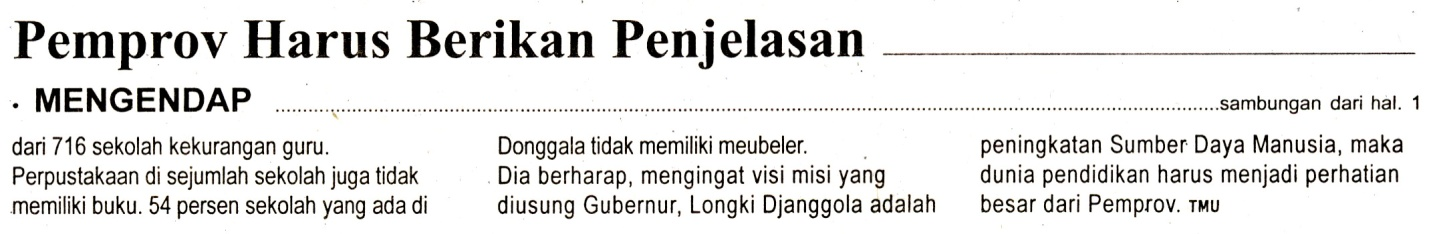 Pemprov Harus Berikan Penjelasan
• MENGENDAP ............................................................sambungan dari hal. 1
dari 716 sekolah kekurangan guru.
Perpustakaan di sejumlah sekolah juga tidak
memiliki buku. 54 persen sekolah yang ada di
Donggala tidak memiliki meubeler.
Dia berharap, mengingat visi misi yang
diusung Gubernur, Longki Djanggola adalah
peningkatan Sumber Daya Manusia, maka
dunia pendidikan harus menjadi perhatian
besar dari Pemprov. TMU